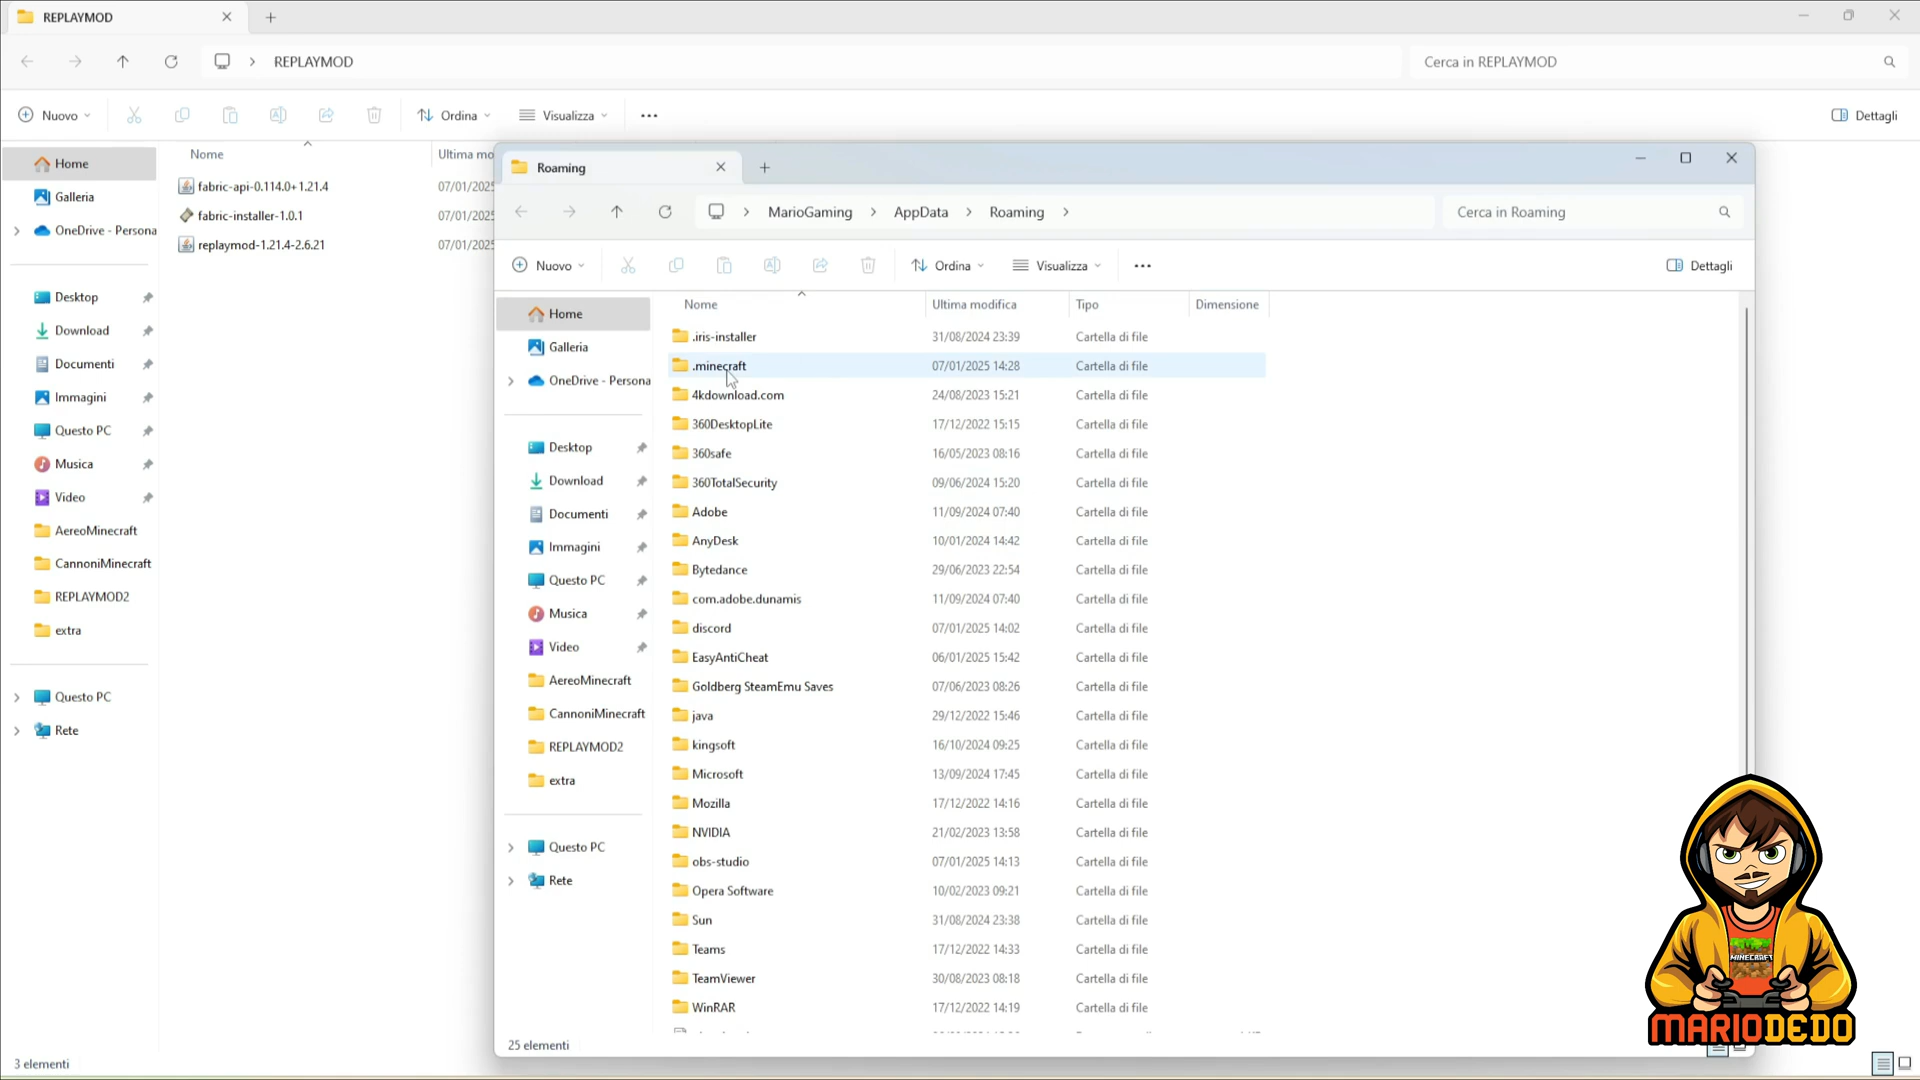 REPLAYMOD
REPLAYMOD
Cerca in REPLAYMOD
Nuovo
Ordina
Visualizza
Dettagli
Home
Galleria
OneDrive - Persona
Desktop
Download
Documenti
Immagini
Questo PC
Musica
Video
AereoMinecraft
CannoniMinecraft
REPLAYMOD2
extra
Questo PC
Rete
Nome
Ultima mo
fabric-api-0.114.0+1.21.4
07/01/2025
fabric-installer-1.0.1
07/01/2025
replaymod-1.21.4-2.6.21
07/01/2025
3 elementi
Roaming
MarioGaming > AppData > Roaming >
Cerca in Roaming
Nuovo
Ordina
Visualizza
Dettagli
Home
Galleria
OneDrive - Persona
Desktop
Download
Documenti
Immagini
Questo PC
Musica
Video
AereoMinecraft
CannoniMinecraft
REPLAYMOD2
extra
Questo PC
Rete
Nome Ultima modifica Tipo Dimensione
.iris-installer 31/08/2024 23:39 Cartella di file
.minecraft 07/01/2025 14:28 Cartella di file
4kdownload.com 24/08/2023 15:21 Cartella di file
360DesktopLite 17/12/2022 15:15 Cartella di file
360safe 16/05/2023 08:16 Cartella di file
360TotalSecurity 09/06/2024 15:20 Cartella di file
Adobe 11/09/2024 07:40 Cartella di file
AnyDesk 10/01/2024 14:42 Cartella di file
Bytedance 29/06/2023 22:54 Cartella di file
com.adobe.dunamis 11/09/2024 07:40 Cartella di file
discord 07/01/2025 14:02 Cartella di file
EasyAntiCheat 06/01/2025 15:42 Cartella di file
Goldberg SteamEmu Saves 07/06/2023 08:26 Cartella di file
java 29/12/2022 15:46 Cartella di file
kingsoft 16/10/2024 09:25 Cartella di file
Microsoft 13/09/2024 17:45 Cartella di file
Mozilla 17/12/2022 14:16 Cartella di file
NVIDIA 21/02/2023 13:58 Cartella di file
obs-studio 07/01/2025 14:13 Cartella di file
Opera Software 10/02/2023 09:21 Cartella di file
Sun 31/08/2024 23:38 Cartella di file
Teams 17/12/2022 14:33 Cartella di file
TeamViewer 30/08/2023 08:18 Cartella di file
WinRAR 17/12/2022 14:19 Cartella di file
25 elementi
MINECRAFT
MARIODEDO